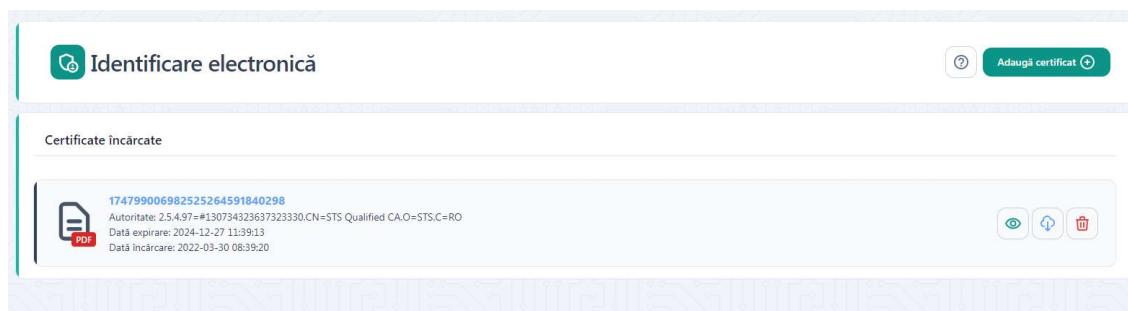 Identificare electronică
Adaugă certificat
Certificate încărcate
174799006982525264591840298
Autoritate: 2.5.4.97=#130734323637323330.CN=STS Qualified CA.O=STS.C=RO
Dată expirare: 2024-12-27 11:39:13
Dată încărcare: 2022-03-30 08:39:20
PDF